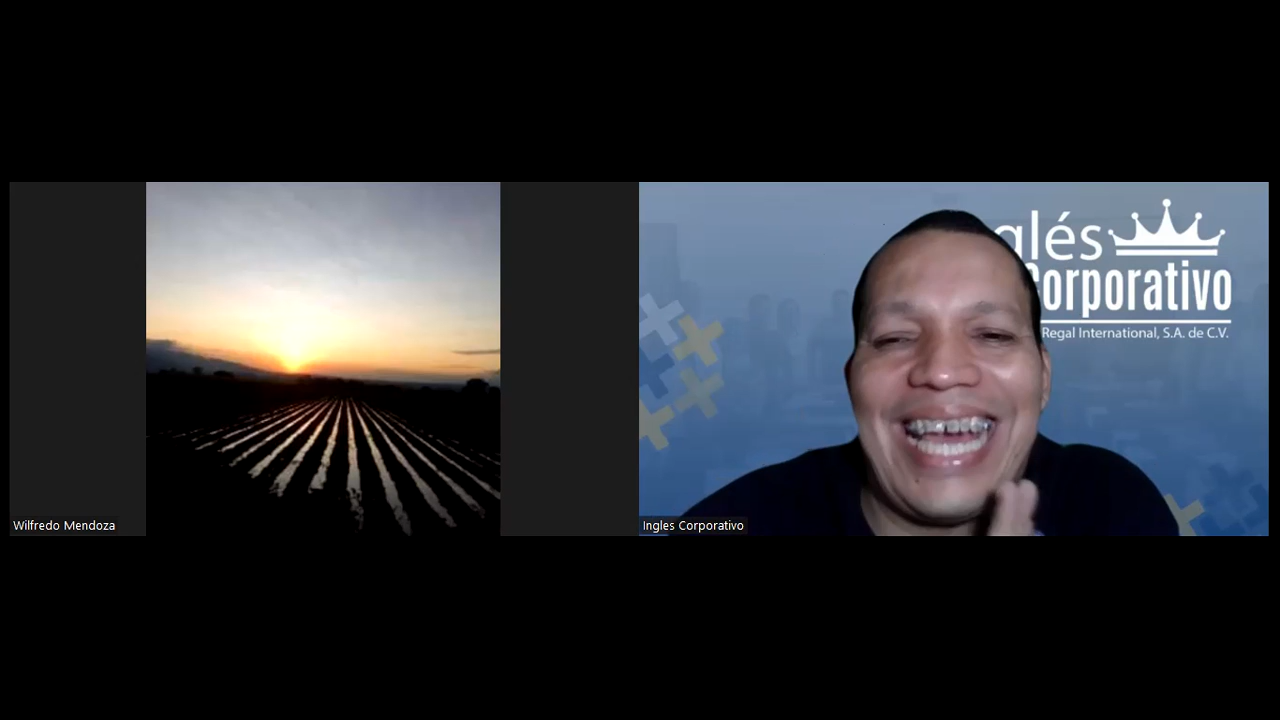 glés
Corporativo
Regal International, S.A. de C.V.
Wilfredo Mendoza
Ingles Corporativo